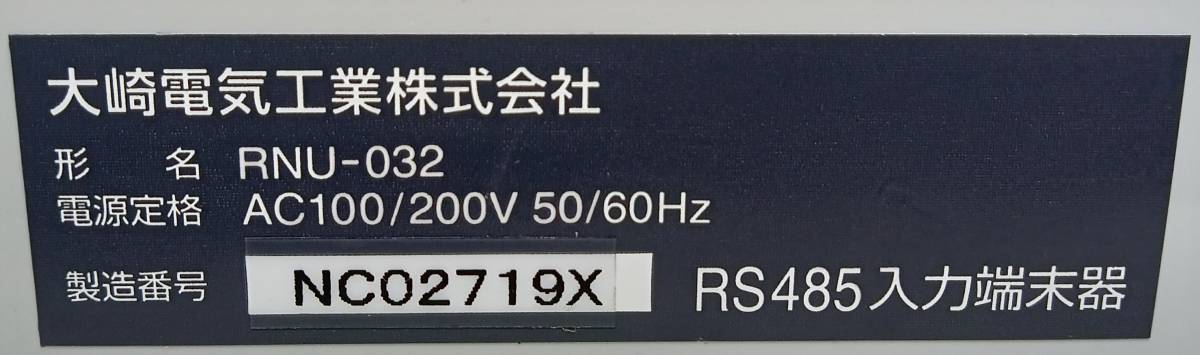 大崎電気工業株式会社
形 名 RNU-032
電源定格 AC100/200V 50/60Hz
製造番号 NC02719X RS485入力端末器